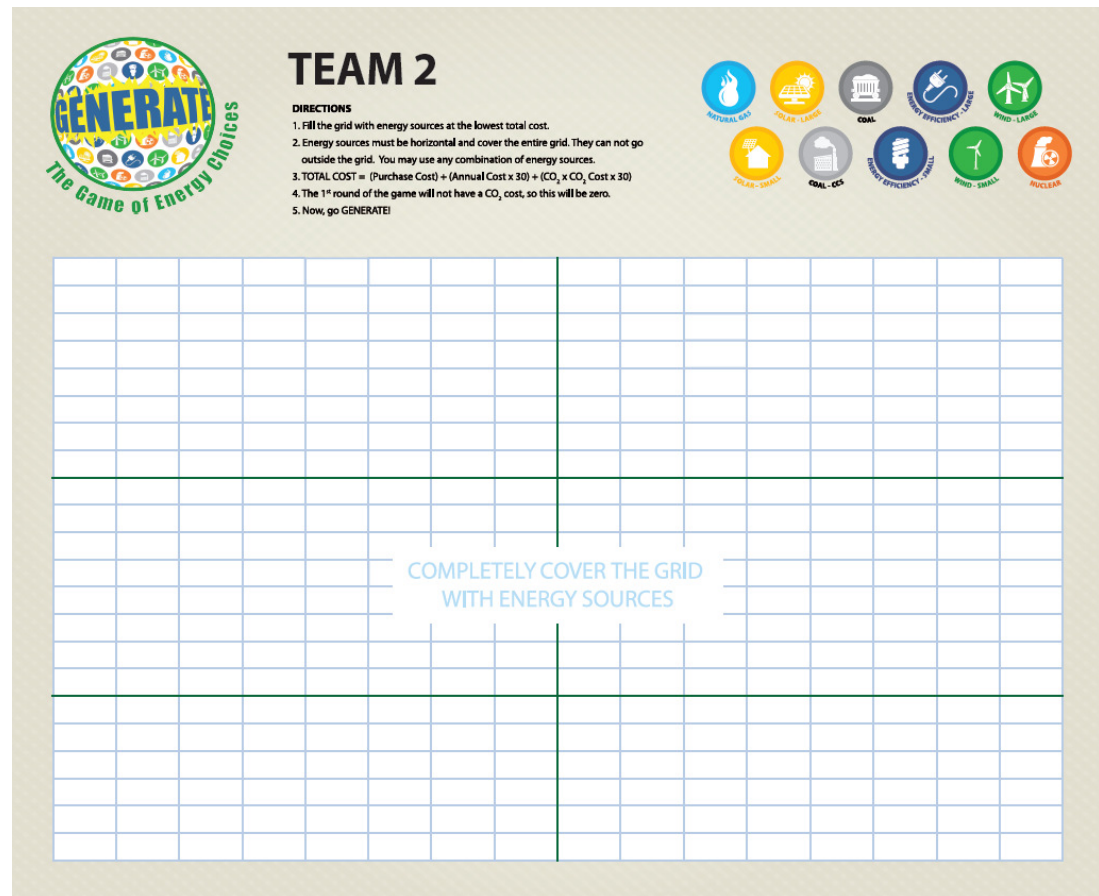 GENERATE
The Game of Energy Choices
TEAM 2
DIRECTIONS
1. Fill the grid with energy sources at the lowest total cost.
2. Energy sources must be horizontal and cover the entire grid. They can not go
outside the grid. You may use any combination of energy sources.
3. TOTAL COST = (Purchase Cost) + (Annual Cost x 30) + (CO₂ x CO₂ Cost x 30)
4. The 1st round of the game will not have a CO₂ cost, so this will be zero.
5. Now, go GENERATE!
NATURAL GAS
SOLAR - LARGE
COAL
ENERGY EFFICIENCY - LARGE
WIND - LARGE
SOLAR - SMALL
COAL - CCS
ENERGY EFFICIENCY - SMALL
WIND - SMALL
NUCLEAR
COMPLETELY COVER THE GRID
WITH ENERGY SOURCES